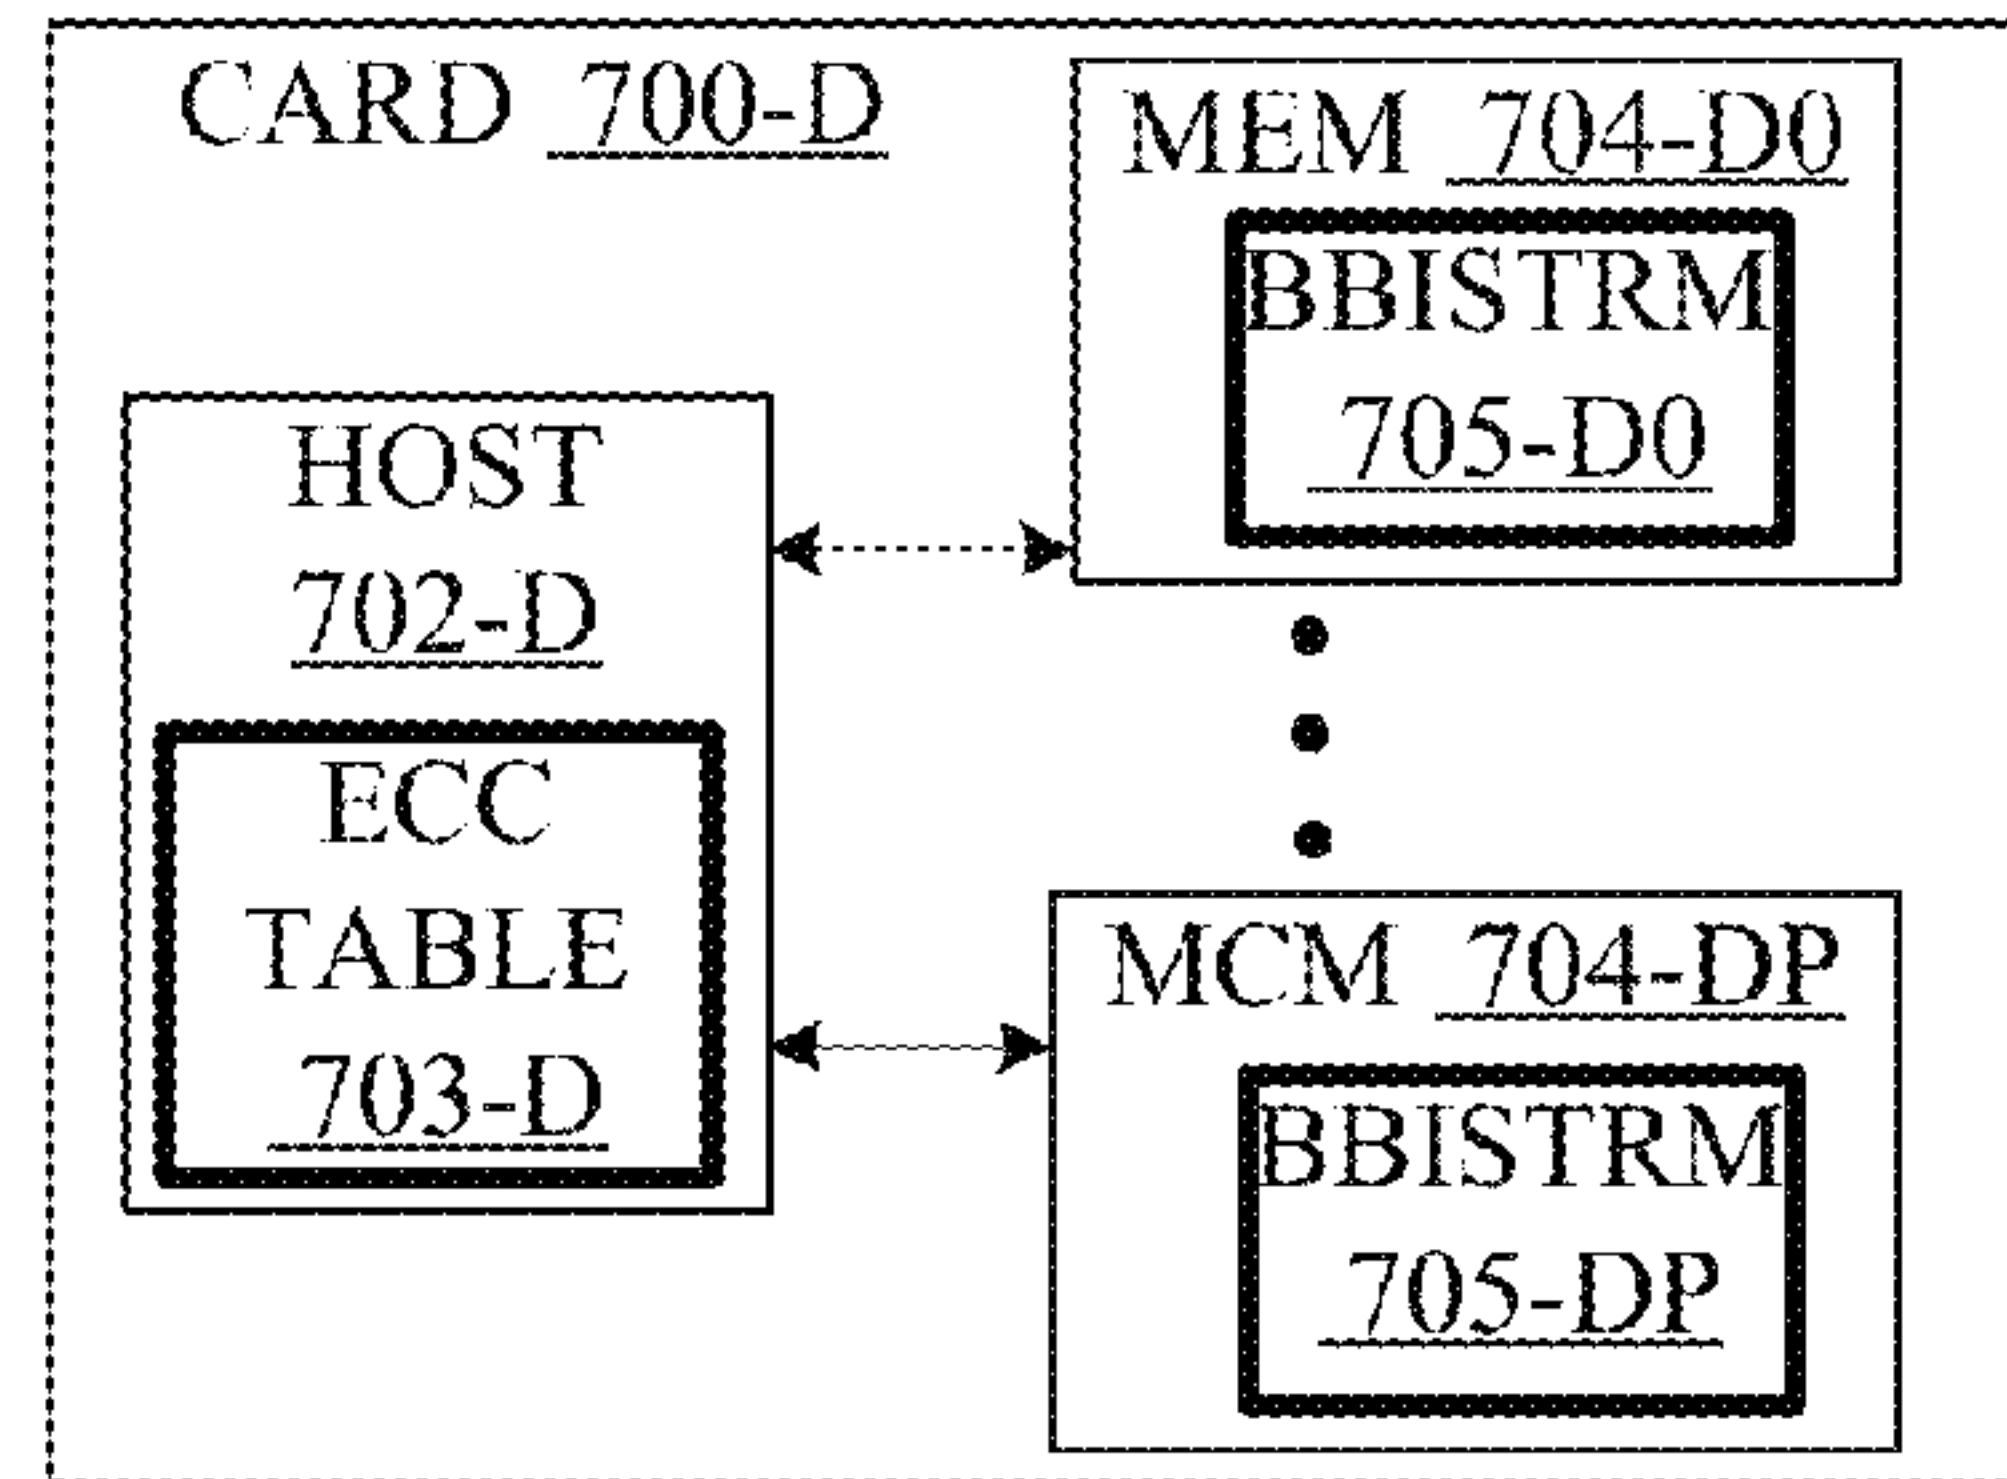 CARD 700-D
MEM 704-D0
BBISTRM
705-D0
HOST
702-D
ECC
TABLE
703-D
MCM 704-DP
BBISTRM
705-DP